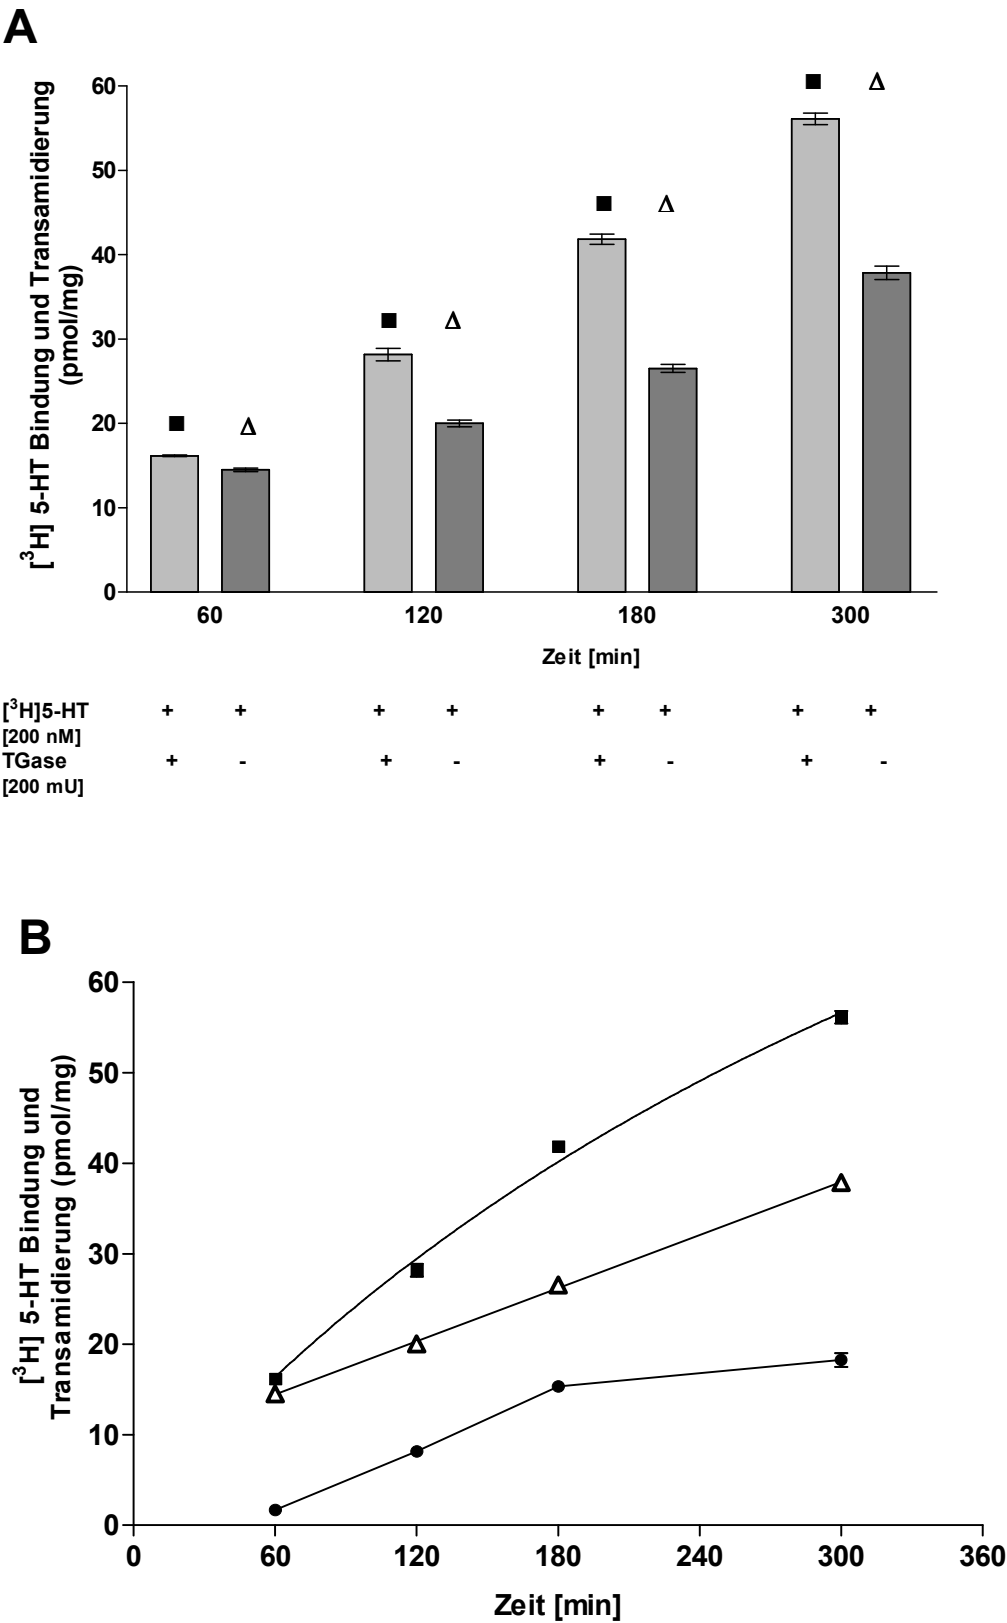 A
[³H] 5-HT Bindung und Transamidierung
(pmol/mg)
60
50
40
30
20
10
0
60 120 180 300
Zeit [min]
[³H]5-HT + + + + + + + +
[200 nM]
TGase + - + - + - + -
[200 mU]
B
[³H] 5-HT Bindung und
Transamidierung (pmol/mg)
60
50
40
30
20
10
0
0 60 120 180 240 300 360
Zeit [min]